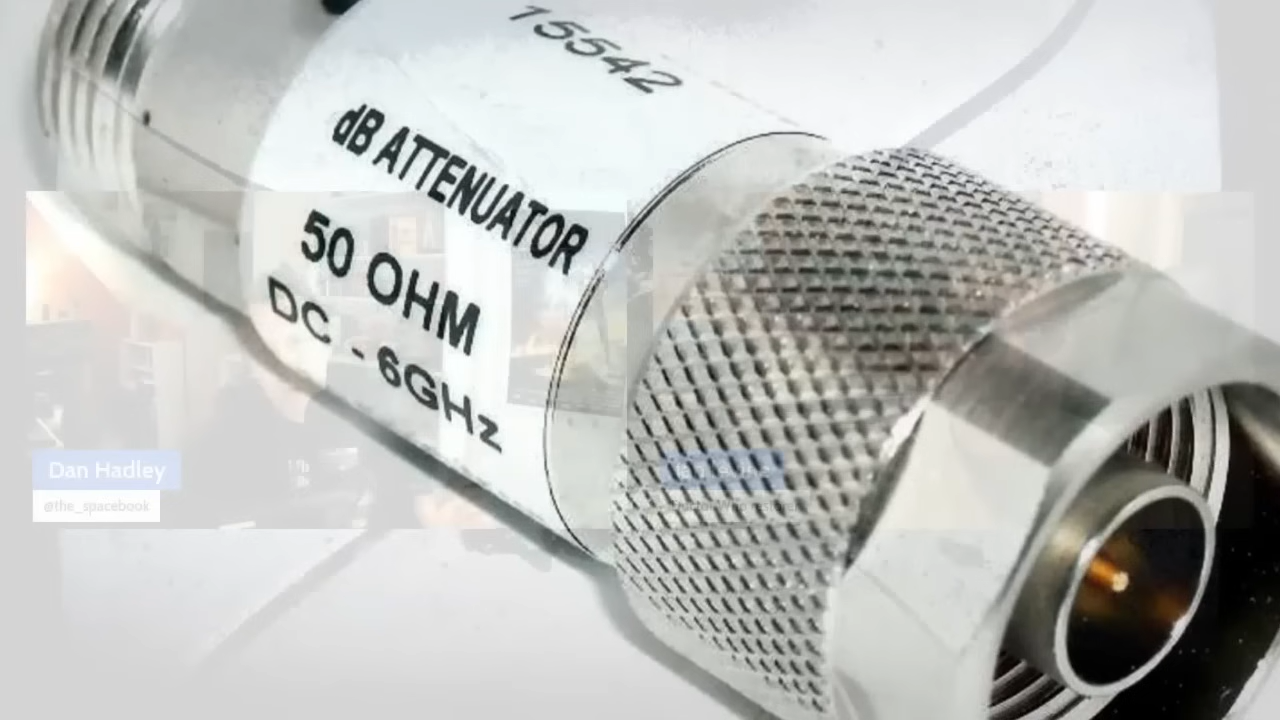 15542
dB ATTENUATOR
50 OHM
DC - 6GHz
Dan Hadley
@the_spacebook